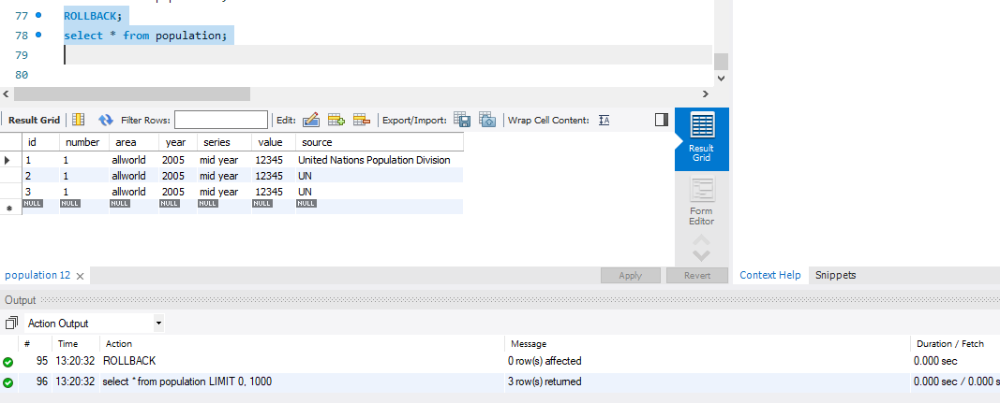 77 ROLLBACK;
78 select * from population;
79
80
Result Grid Filter Rows: Edit: Export/Import: Wrap Cell Content:
id number area year series value source
1 1 allworld 2005 mid year 12345 United Nations Population Division
2 1 allworld 2005 mid year 12345 UN
3 1 allworld 2005 mid year 12345 UN
NULL NULL NULL NULL NULL NULL NULL
Result
Grid
Form
Editor
population 12 Apply Revert Context Help Snippets
Output
Action Output
# Time Action Message Duration / Fetch
95 13:20:32 ROLLBACK 0 row(s) affected 0.000 sec
96 13:20:32 select * from population LIMIT 0, 1000 3 row(s) returned 0.000 sec / 0.000 s